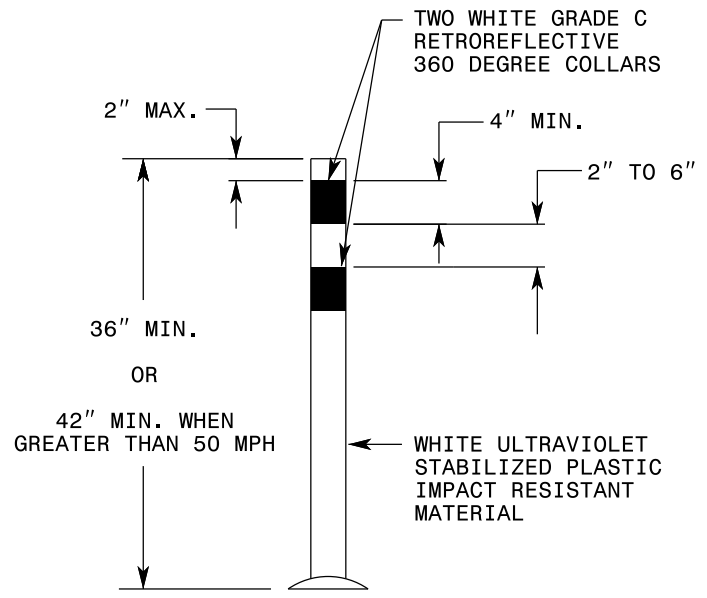 TWO WHITE GRADE C
RETROREFLECTIVE
360 DEGREE COLLARS
2" MAX.
4" MIN.
2" TO 6"
36" MIN.
OR
42" MIN. WHEN
GREATER THAN 50 MPH
WHITE ULTRAVIOLET
STABILIZED PLASTIC
IMPACT RESISTANT
MATERIAL